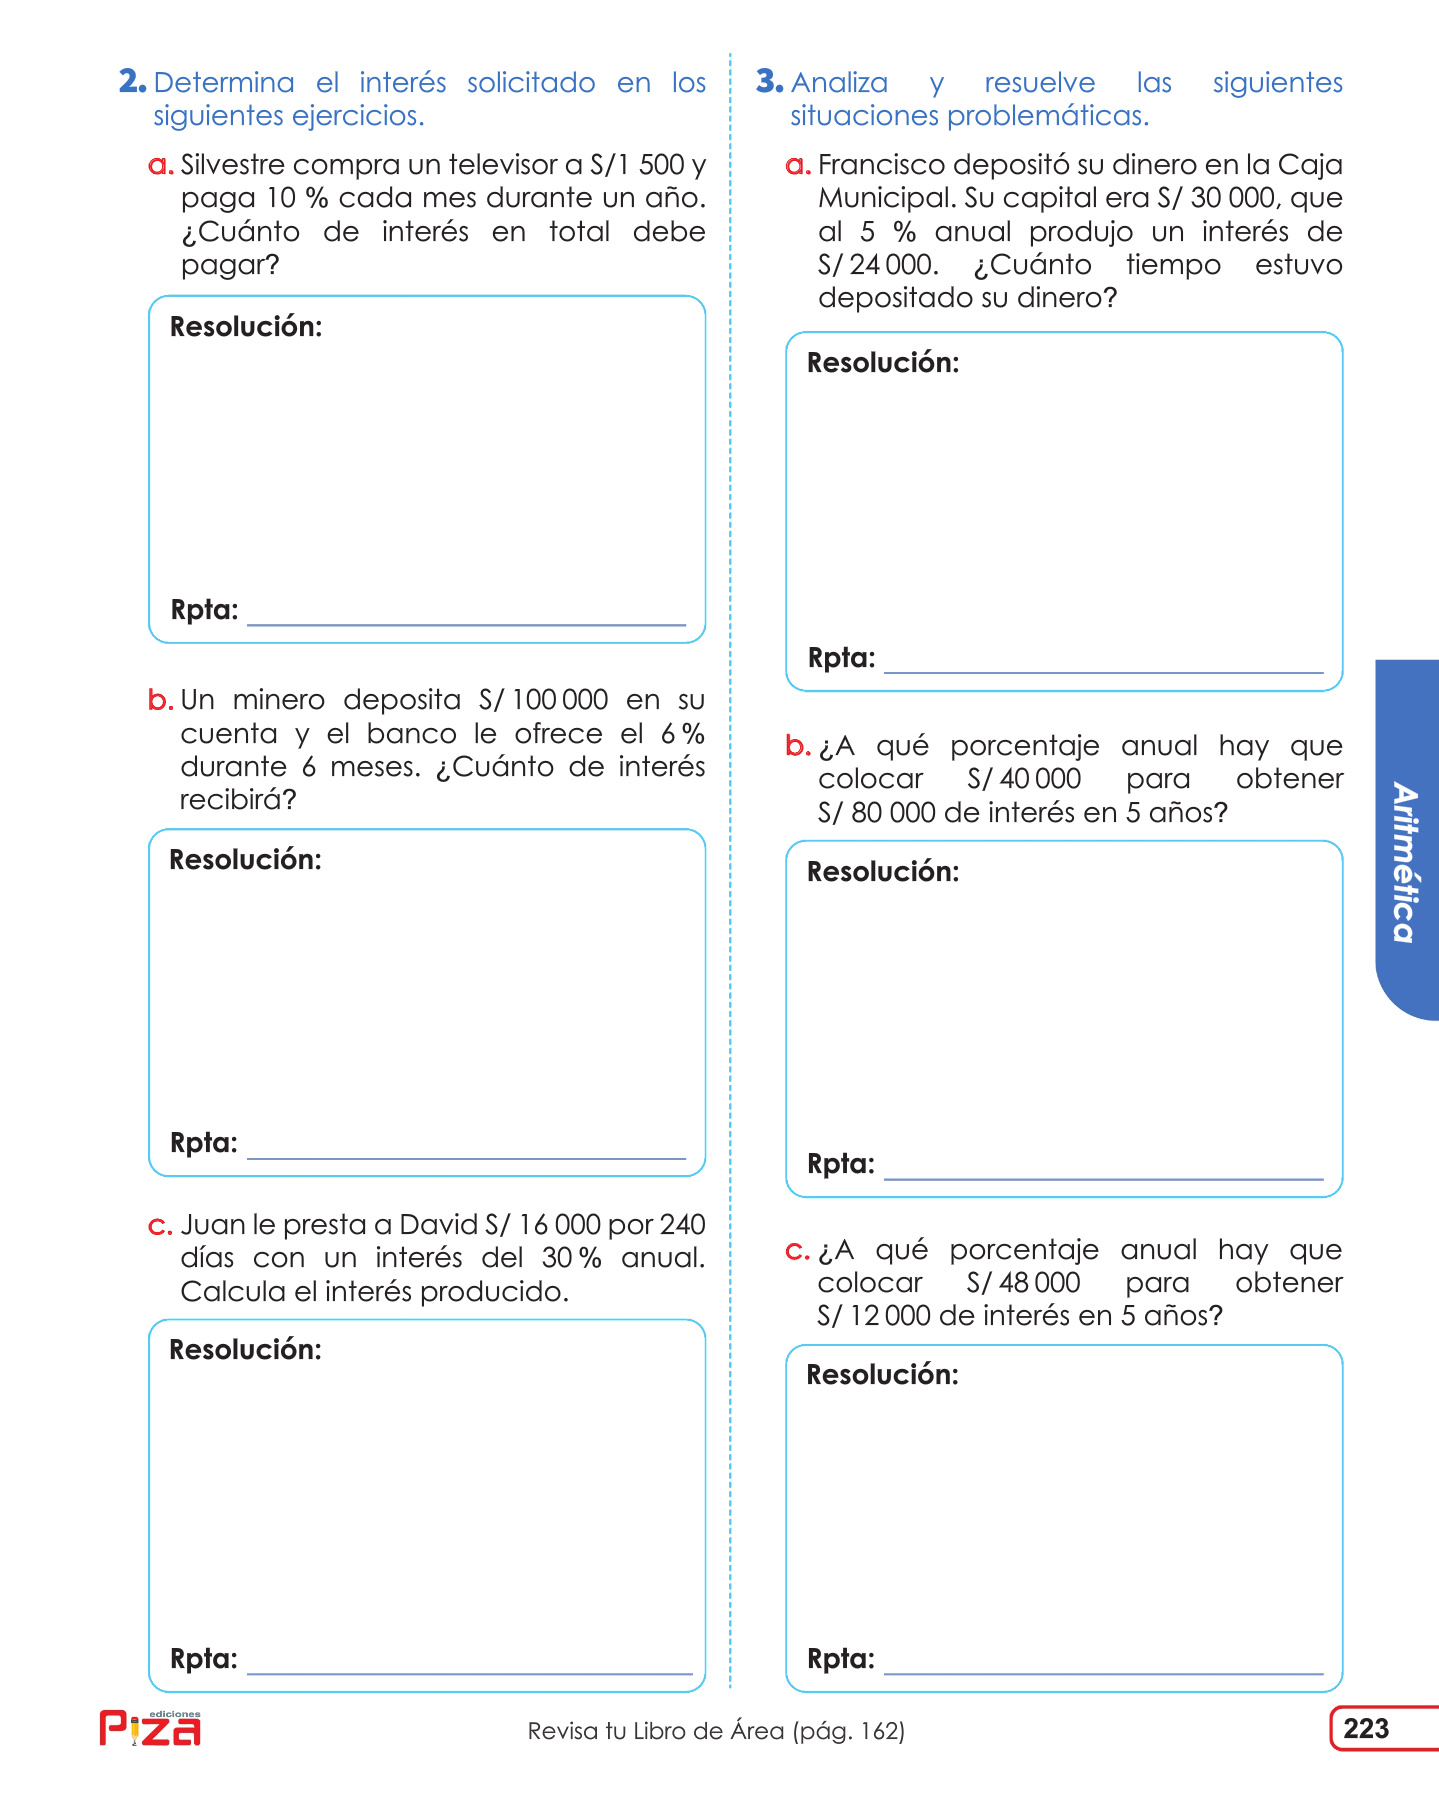 2. Determina el interés solicitado en los
siguientes ejercicios.
a. Silvestre compra un televisor a S/1 500 y
paga 10 % cada mes durante un año.
¿Cuánto de interés en total debe
pagar?
Resolución:
Rpta:
b. Un minero deposita S/ 100 000 en su
cuenta y el banco le ofrece el 6 %
durante 6 meses. ¿Cuánto de interés
recibirá?
Resolución:
Rpta:
c. Juan le presta a David S/ 16 000 por 240
días con un interés del 30 % anual.
Calcula el interés producido.
Resolución:
Rpta:
3. Analiza y resuelve las siguientes
situaciones problemáticas.
a. Francisco depositó su dinero en la Caja
Municipal. Su capital era S/ 30 000, que
al 5 % anual produjo un interés de
S/ 24 000. ¿Cuánto tiempo estuvo
depositado su dinero?
Resolución:
Rpta:
b. ¿A qué porcentaje anual hay que
colocar S/ 40 000 para obtener
S/ 80 000 de interés en 5 años?
Resolución:
Rpta:
c. ¿A qué porcentaje anual hay que
colocar S/ 48 000 para obtener
S/ 12 000 de interés en 5 años?
Resolución:
Rpta:
Aritmética
ediciones
Piza
Revisa tu Libro de Área (pág. 162)
223